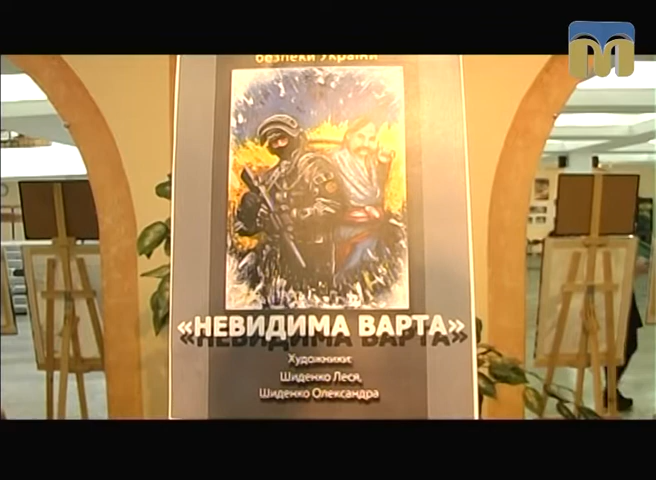 безпеки України
«НЕВИДИМА ВАРТА»
Художники:
Шиденко Леся,
Шиденко Олександра